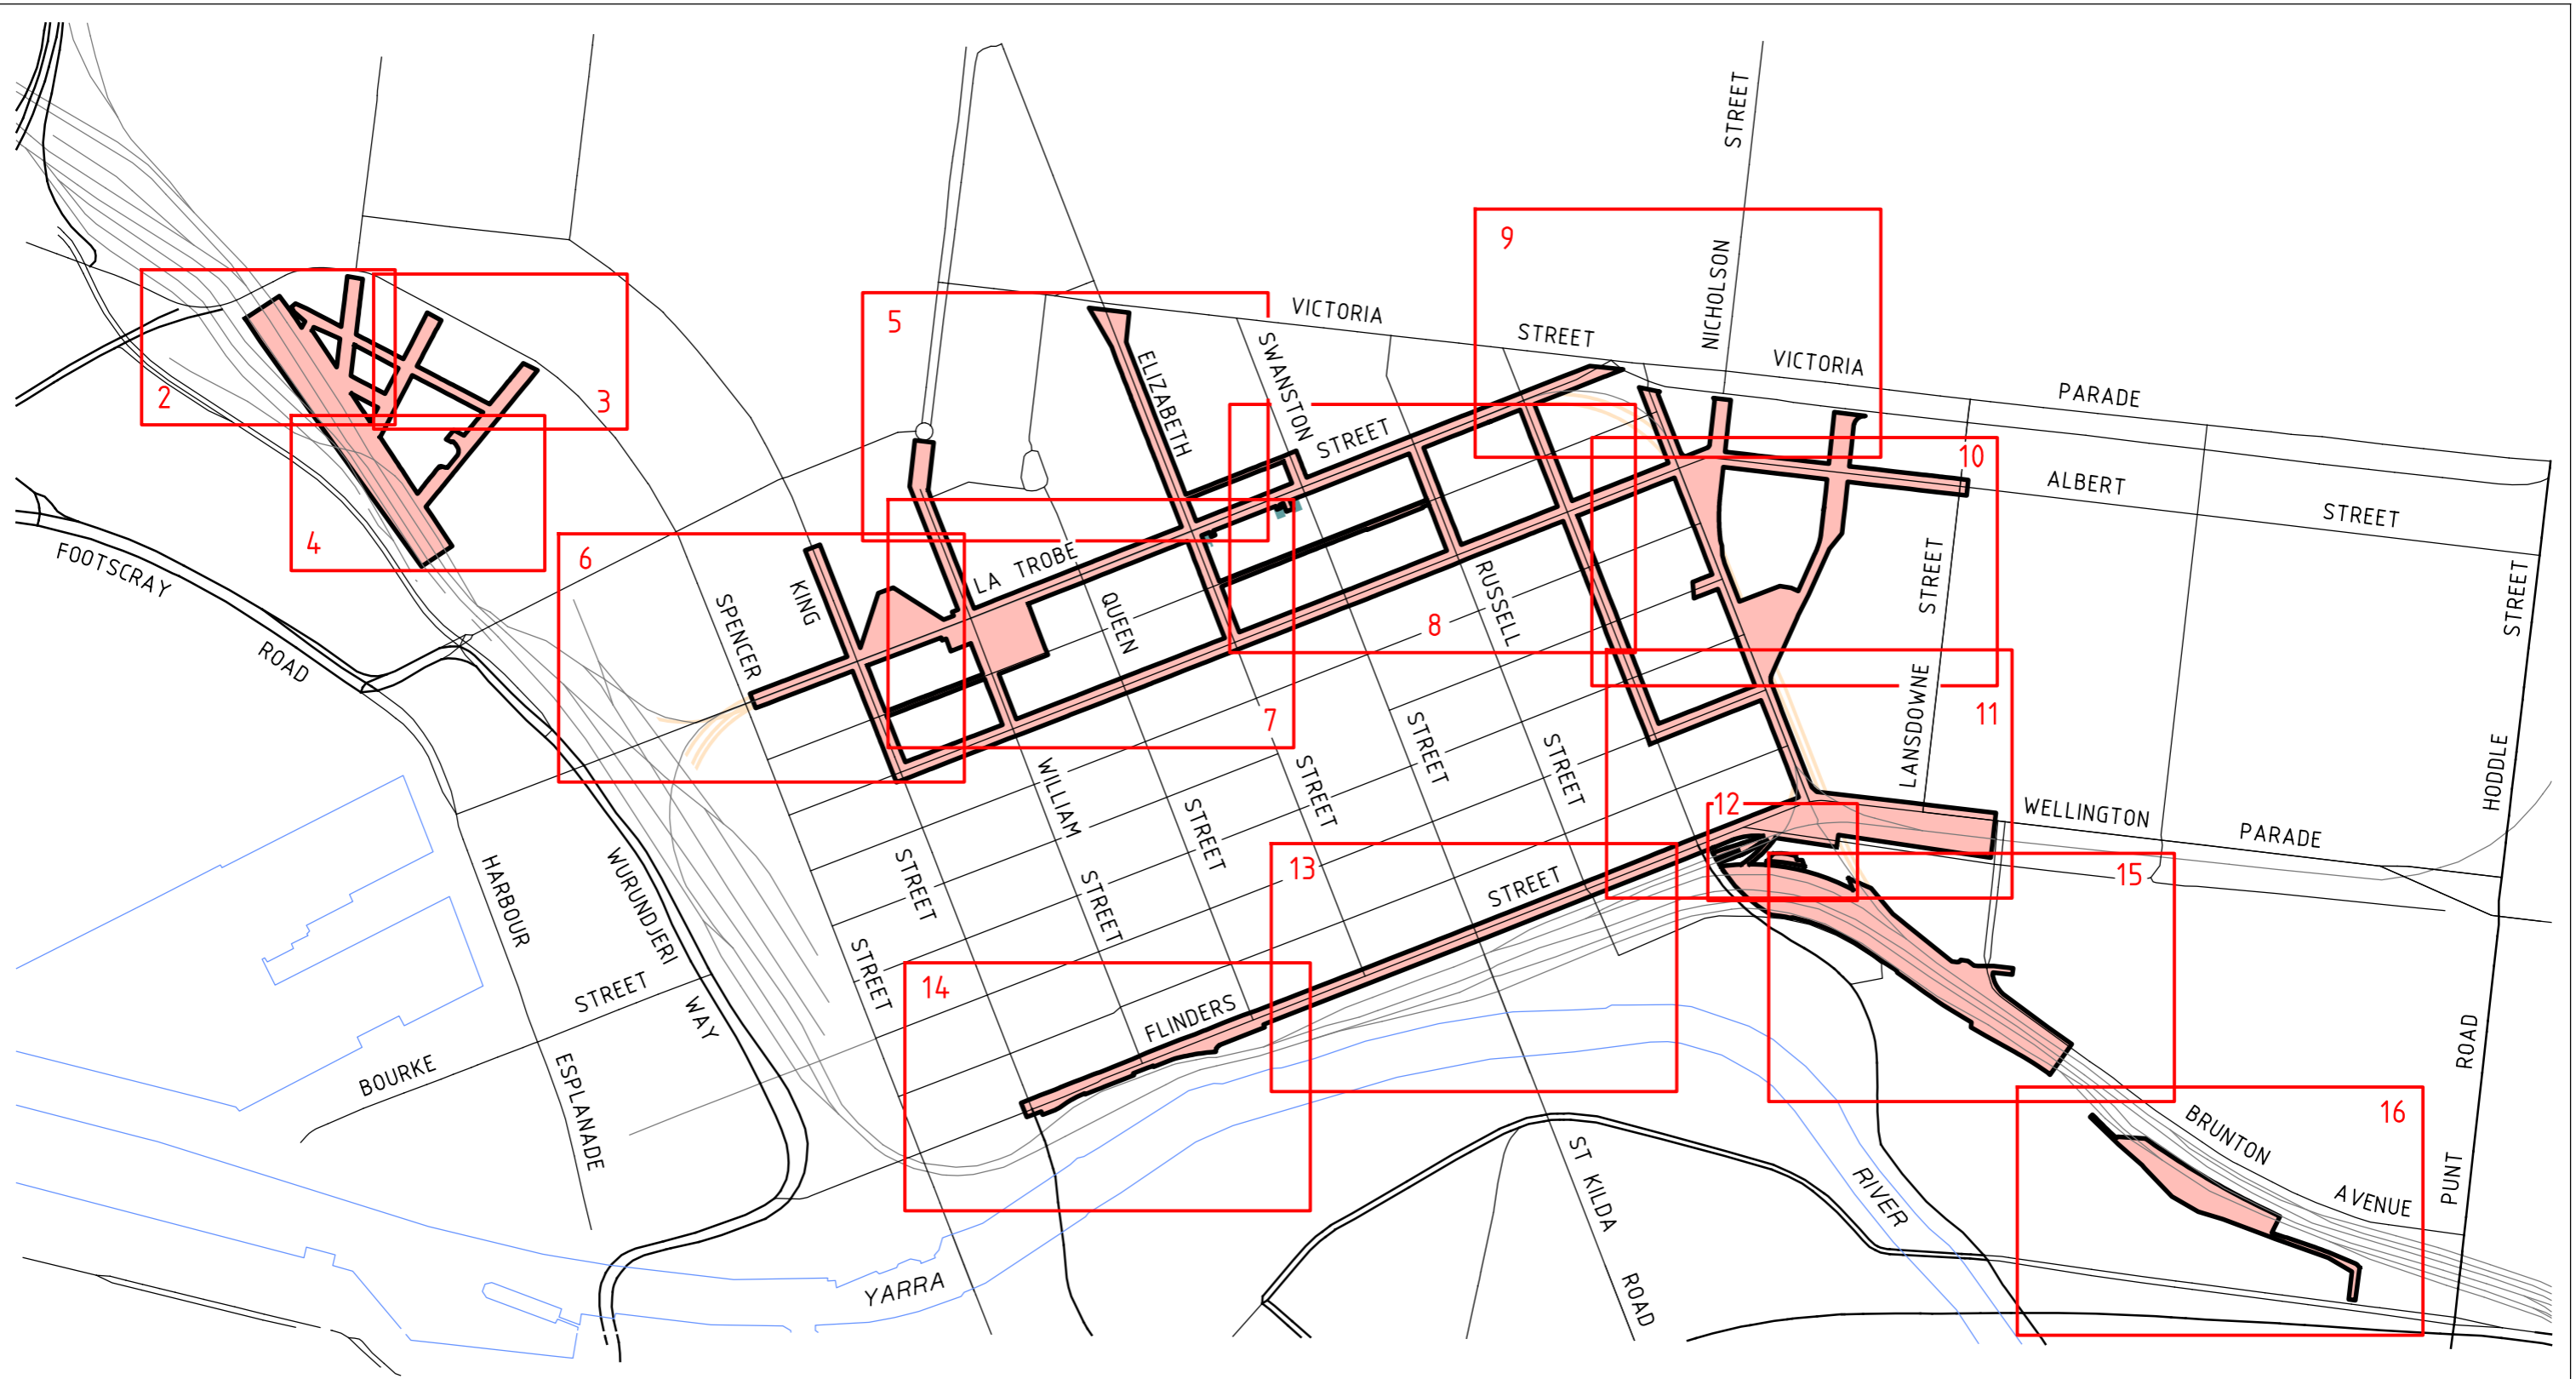 STREET
NICHOLSON
9
VICTORIA
STREET
VICTORIA
PARADE
5
ELIZABETH
SWANSTON
STREET
2
3
4
10
ALBERT
STREET
FOOTSCRAY
ROAD
6
KING
LA TROBE
SPENCER
QUEEN
8
RUSSELL
STREET
STREET
LANSDOWNE
11
7
HODDLE
STREET
STREET
STREET
WILLIAM
STREET
12
WELLINGTON
PARADE
HARBOUR
WURUNDJERI
WAY
STREET
STREET
13
STREET
15
STREET
14
FLINDERS
STREET
BOURKE
ESPLANADE
ROAD
PUNT
16
BRUNTON
AVENUE
ST KILDA
ROAD
RIVER
YARRA